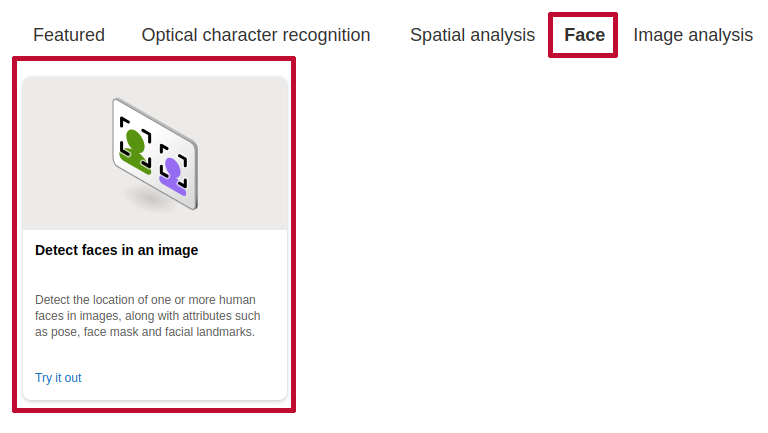 Featured Optical character recognition Spatial analysis Face Image analysis
Detect faces in an image
Detect the location of one or more human
faces in images, along with attributes such
as pose, face mask and facial landmarks.
Try it out